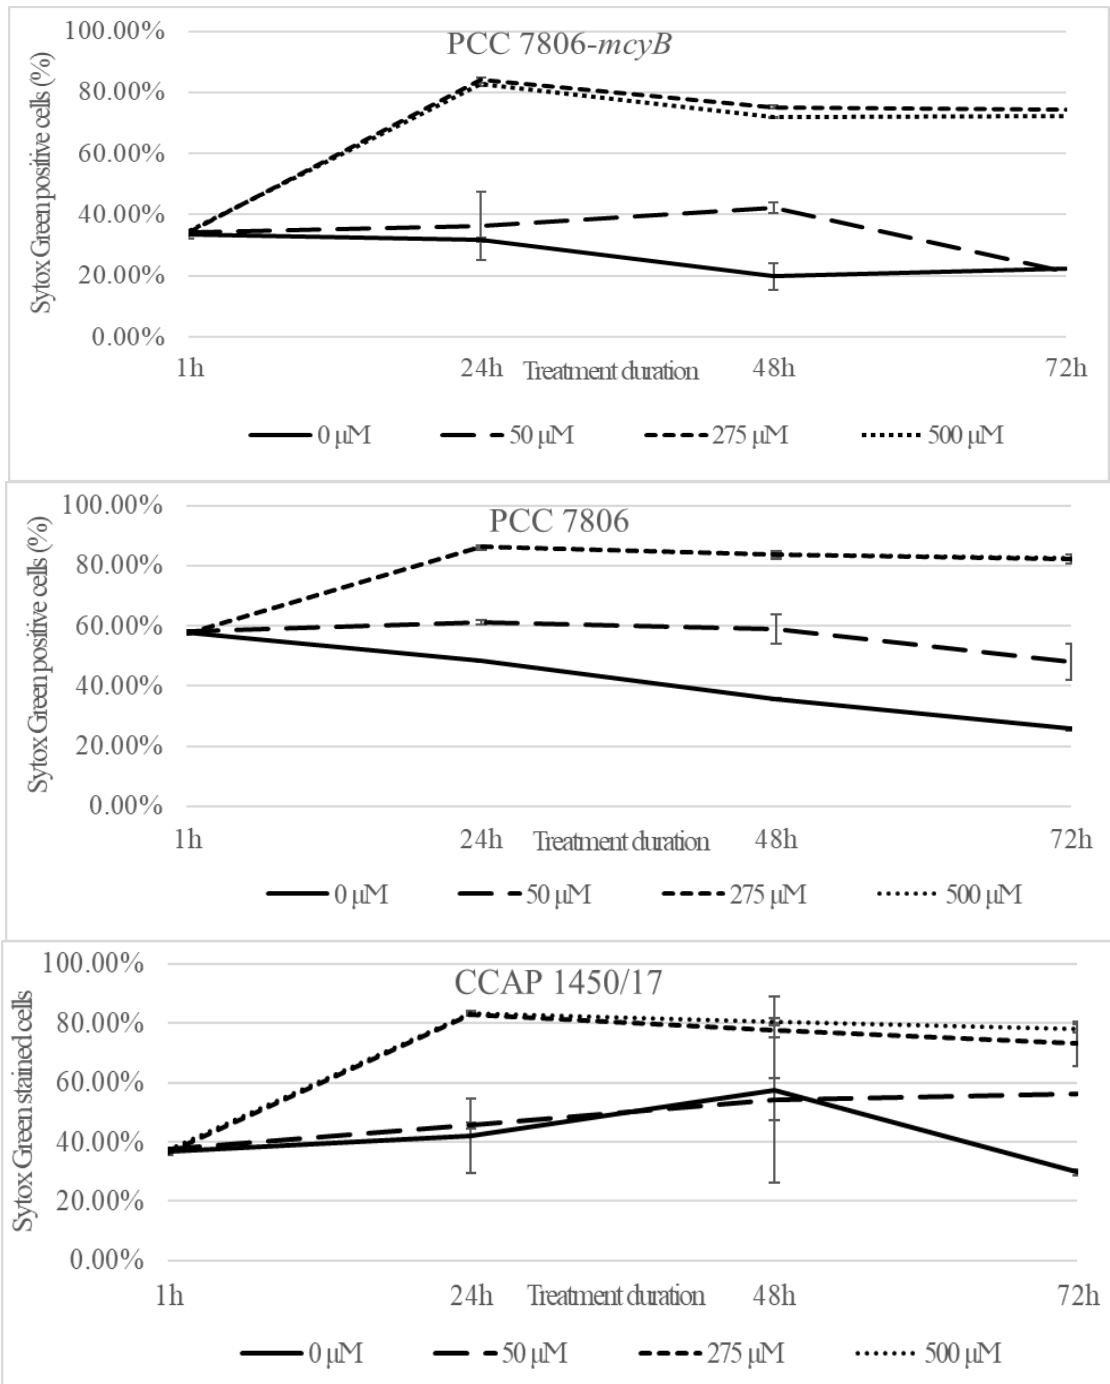 PCC 7806-mcyB
Sytox Green positive cells (%)
100.00%
80.00%
60.00%
40.00%
20.00%
0.00%
1h 24h 48h 72h
Treatment duration
0 μM 50 μM 275 μM 500 μM
PCC 7806
Sytox Green positive cells (%)
100.00%
80.00%
60.00%
40.00%
20.00%
0.00%
1h 24h 48h 72h
Treatment duration
0 μM 50 μM 275 μM 500 μM
CCAP 1450/17
Sytox Green stained cells
100.00%
80.00%
60.00%
40.00%
20.00%
0.00%
1h 24h 48h 72h
Treatment duration
0 μM 50 μM 275 μM 500 μM